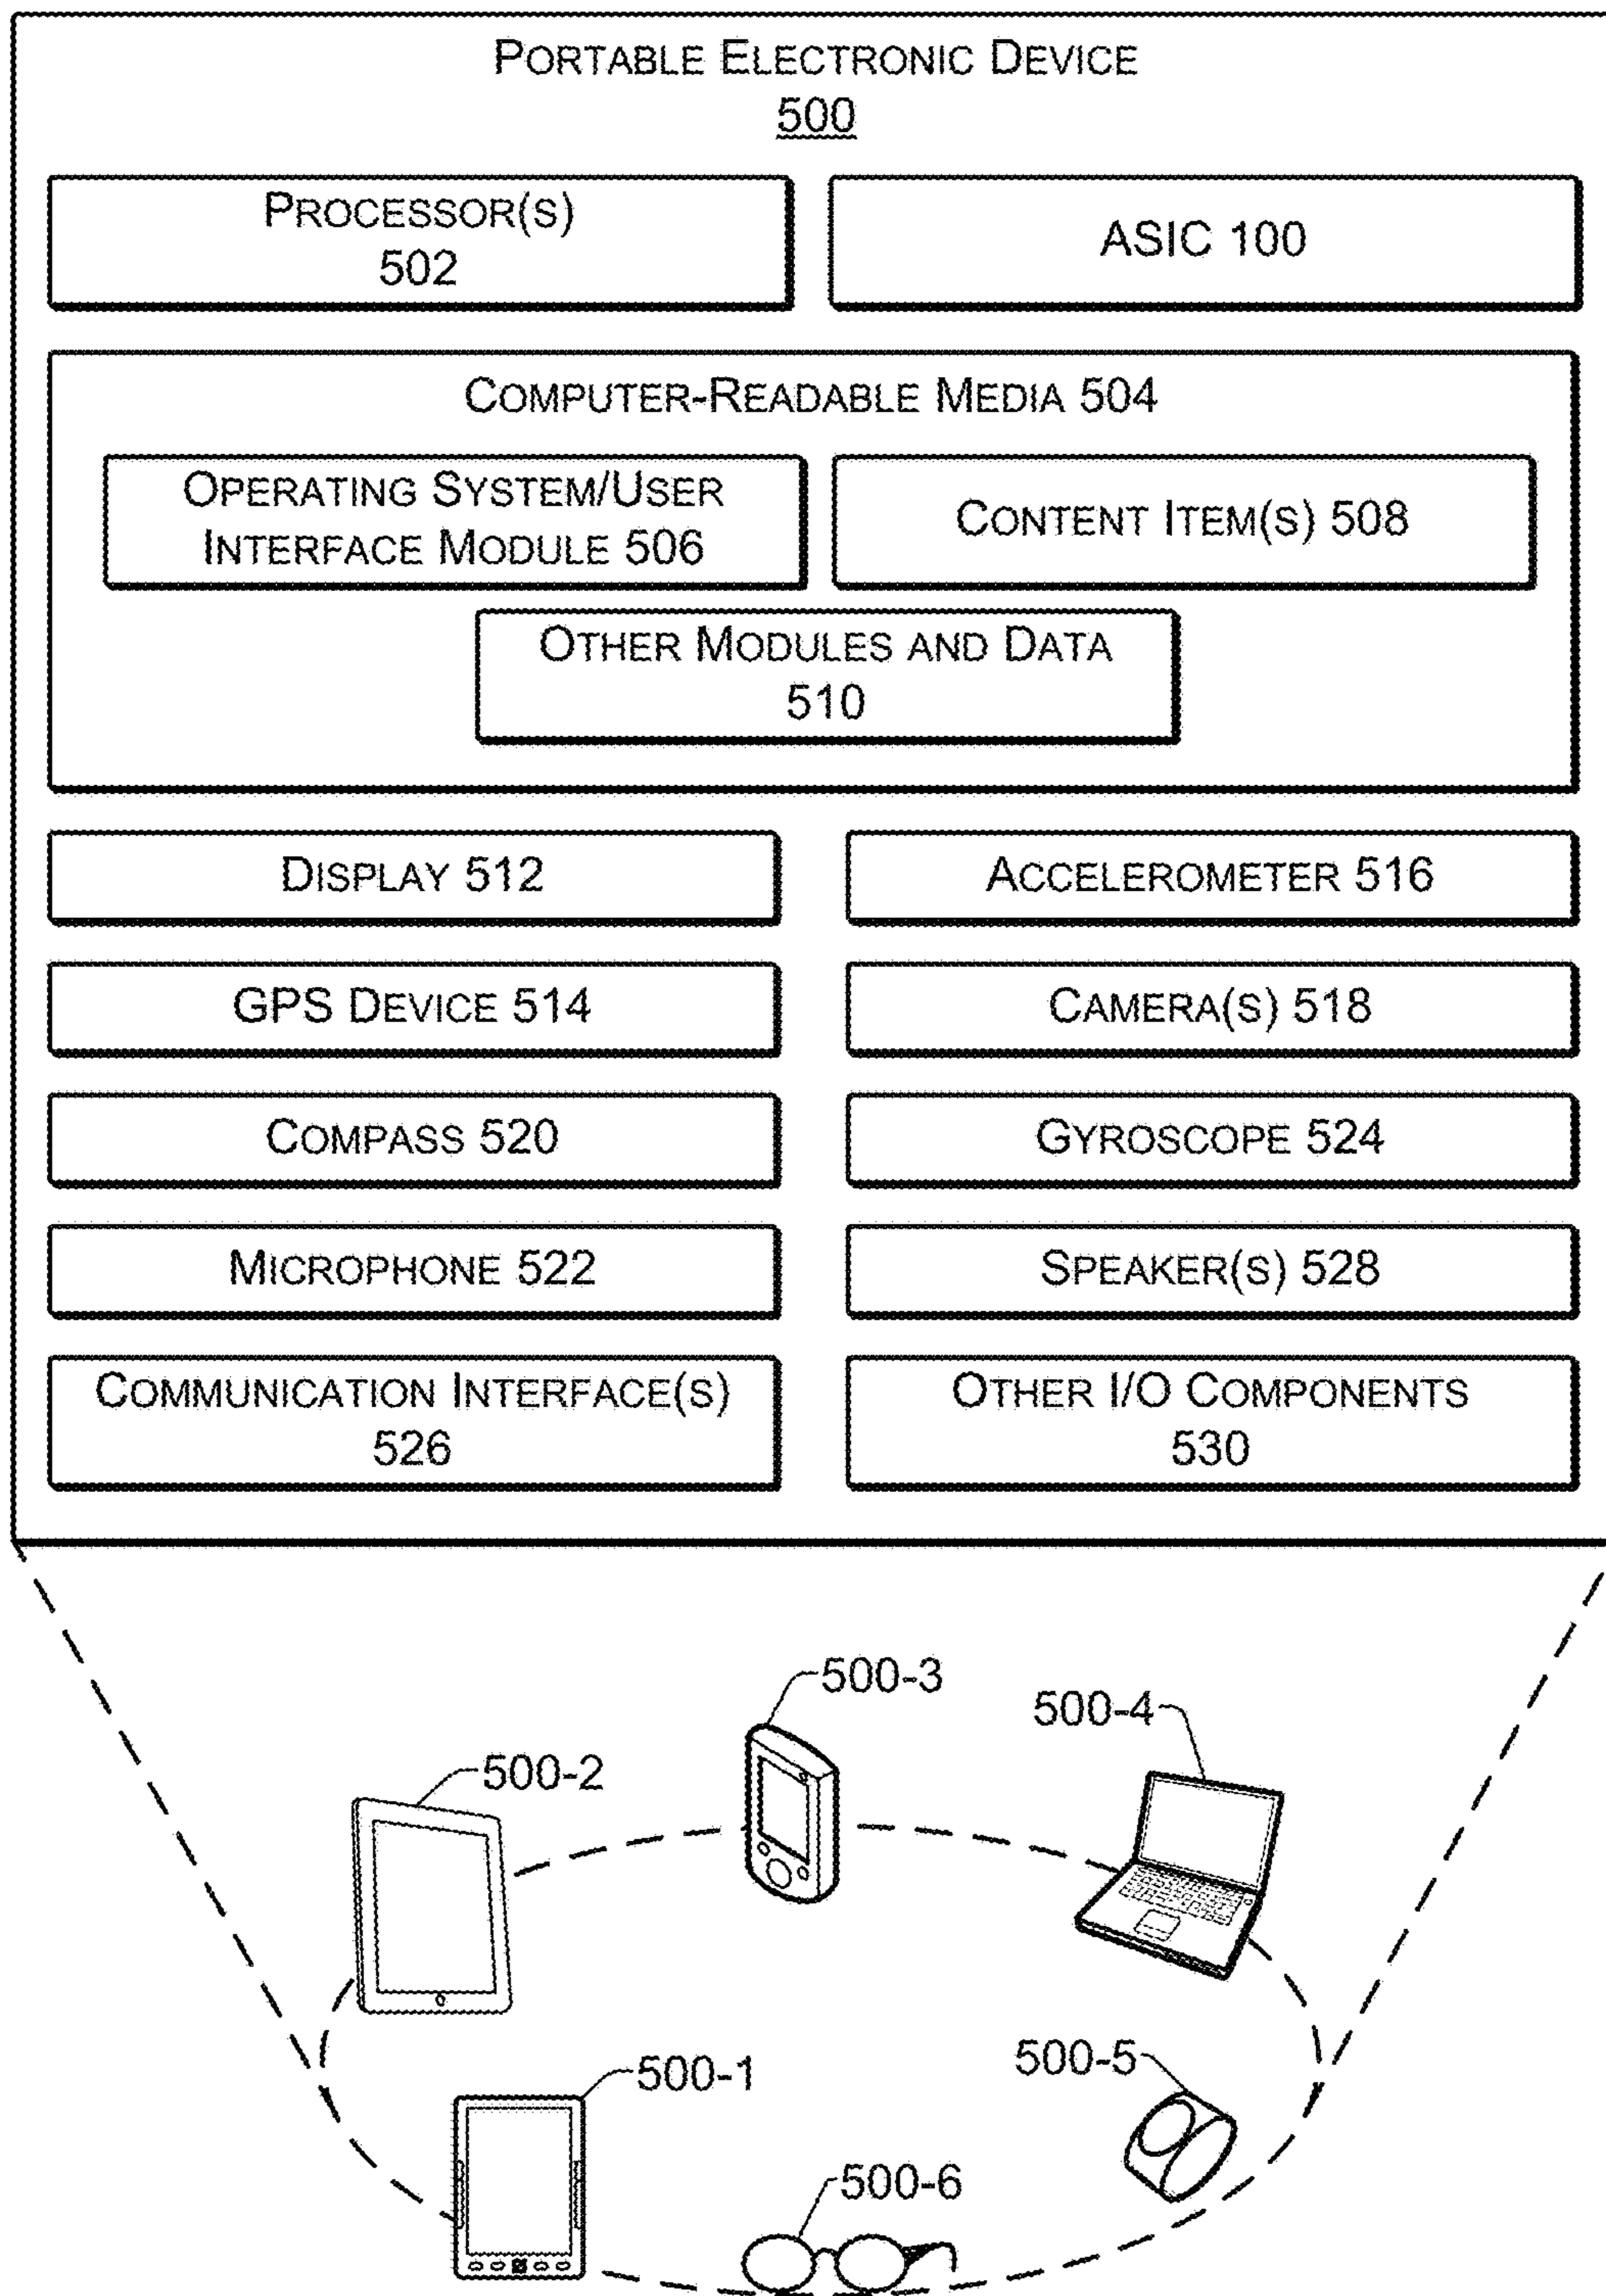 PORTABLE ELECTRONIC DEVICE
500
PROCESSOR(S)
502
ASIC 100
COMPUTER-READABLE MEDIA 504
OPERATING SYSTEM/USER
INTERFACE MODULE 506
CONTENT ITEM(S) 508
OTHER MODULES AND DATA
510
DISPLAY 512
ACCELEROMETER 516
GPS DEVICE 514
CAMERA(S) 518
COMPASS 520
GYROSCOPE 524
MICROPHONE 522
SPEAKER(S) 528
COMMUNICATION INTERFACE(S)
526
OTHER I/O COMPONENTS
530
500-3
500-4
500-2
500-5
500-1
500-6